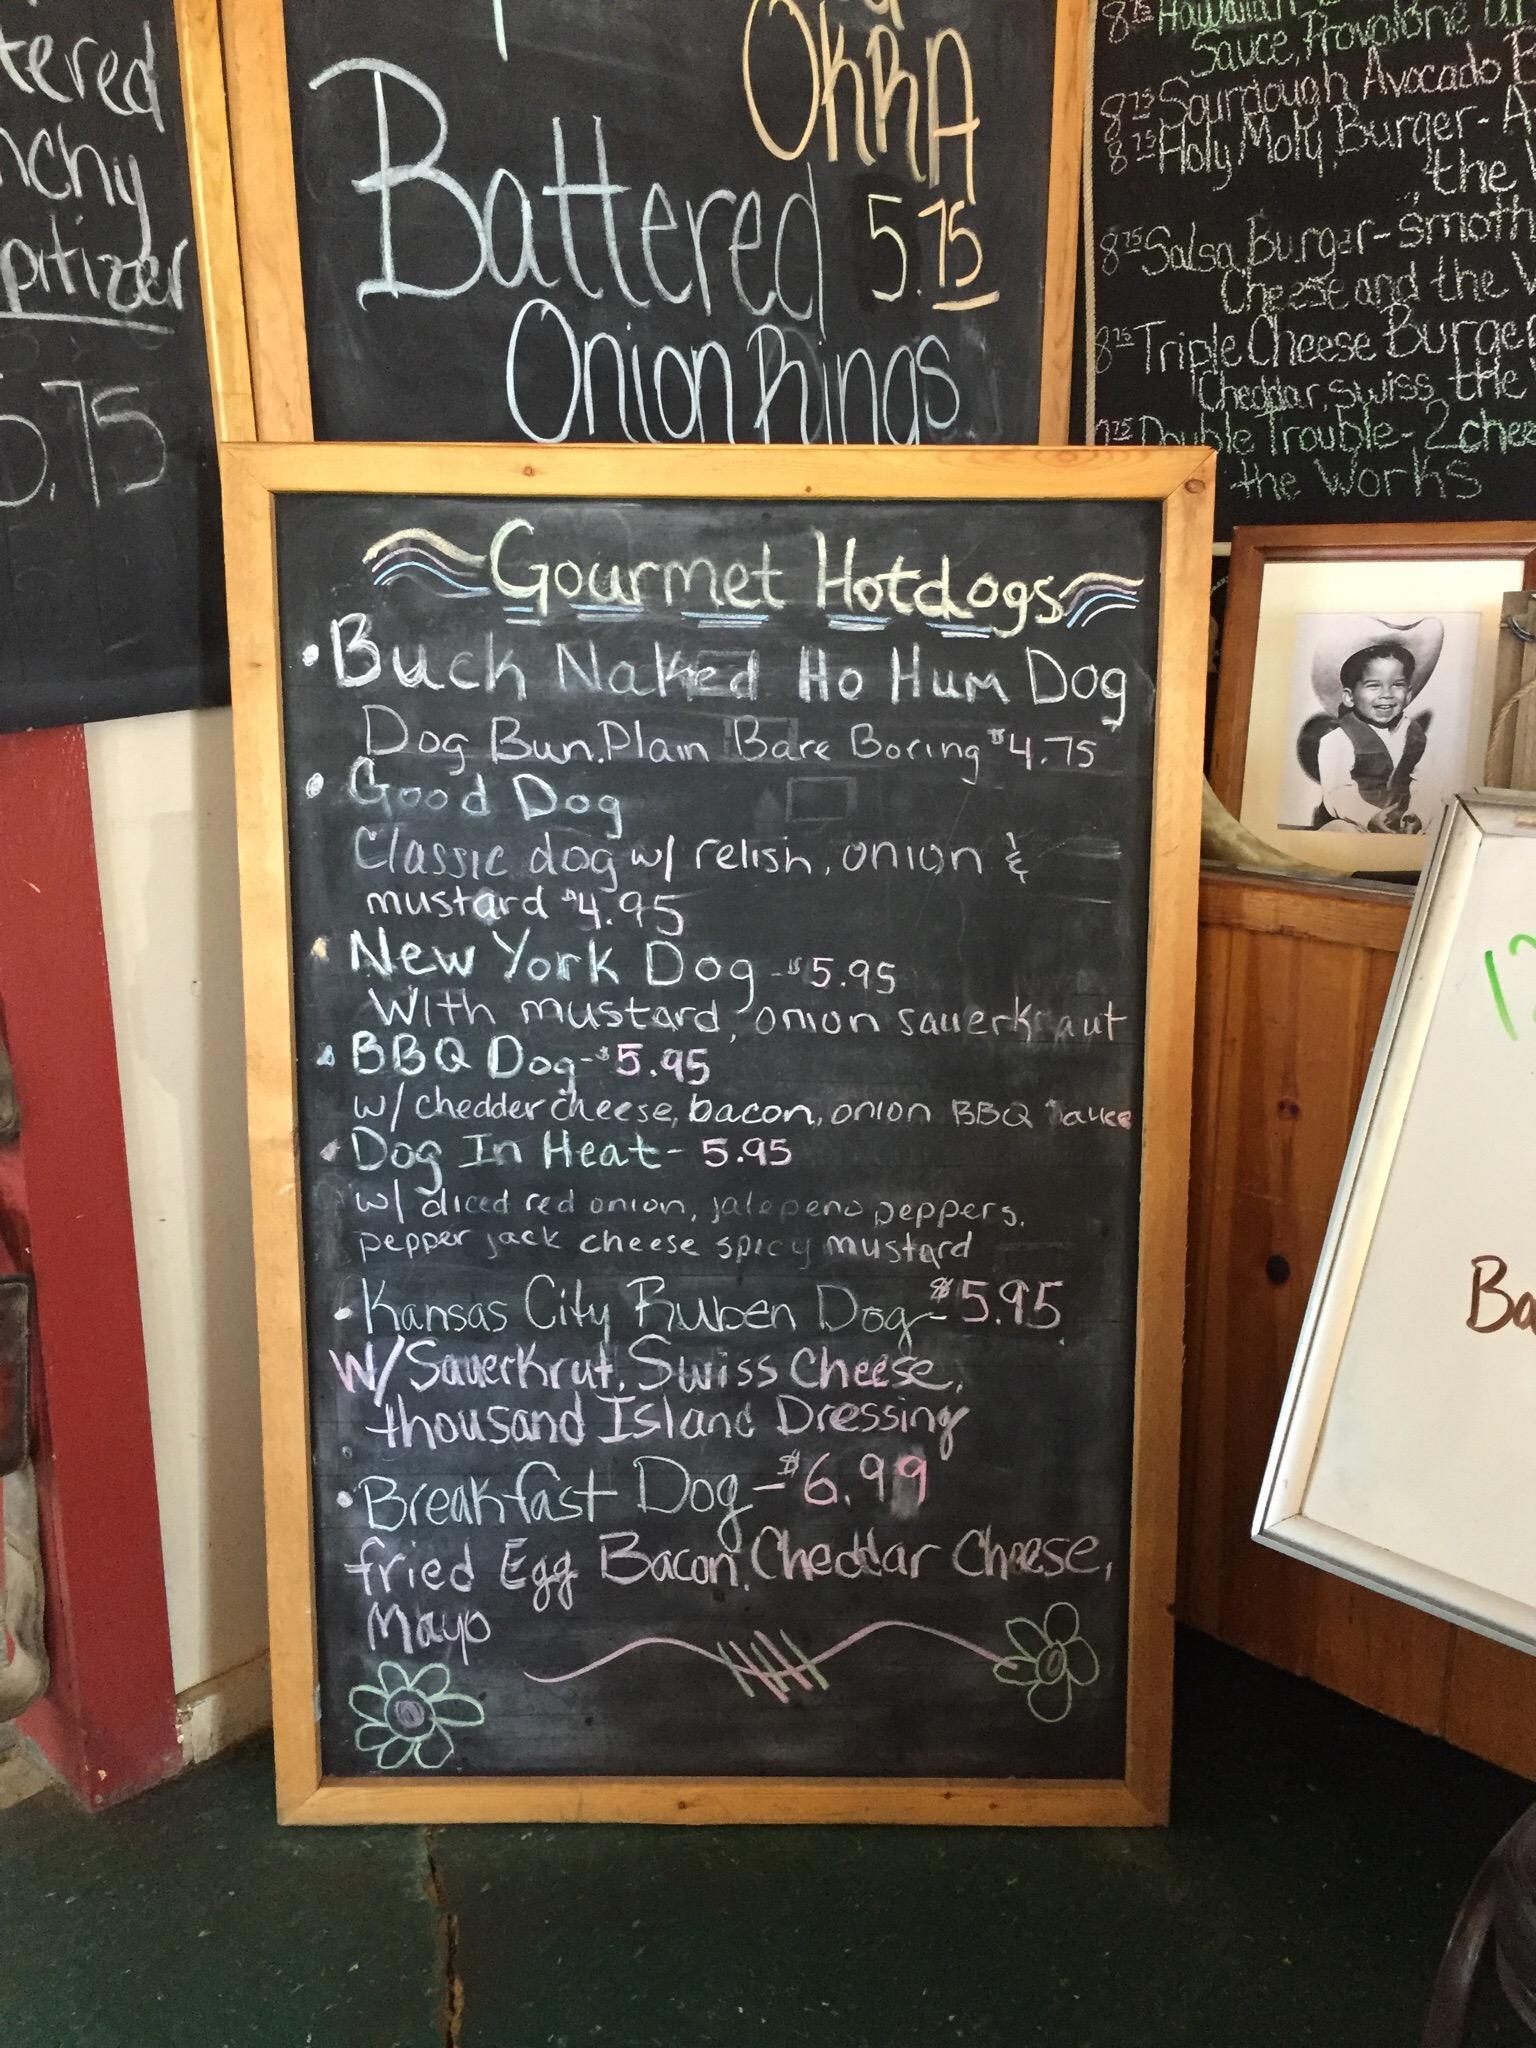 tered
nchy
pitizer
5.75
OKRA
Battered 5.75
Onion Rings
8.75 Hawaiian
Sauce, Provolone
8.75 Sourdough Avocado B
8.75 Holy Moly Burger - A
the W
8.75 Salsa Burger - Smoth
Cheese and the W
8.75 Triple Cheese Burger
Cheddar, swiss, the
Double Trouble - 2 chee
the Works
Gourmet Hotdogs
• Buck Naked Ho Hum Dog
Dog Bun. Plain Bare Boring $4.75
• Good Dog
Classic dog w/ relish, onion &
mustard $4.95
• New York Dog - $5.95
With mustard, onion sauerkraut
• BBQ Dog - $5.95
w/ chedder cheese, bacon, onion BBQ Sauce
• Dog In Heat - 5.95
w/ diced red onion, jalepeno peppers,
pepper jack cheese spicy mustard
• Kansas City Ruben Dog - $5.95
w/ Sauerkrut, Swiss Cheese,
thousand Island Dressing
• Breakfast Dog - $6.99
fried Egg Bacon, Cheddar Cheese,
Mayo
Ba